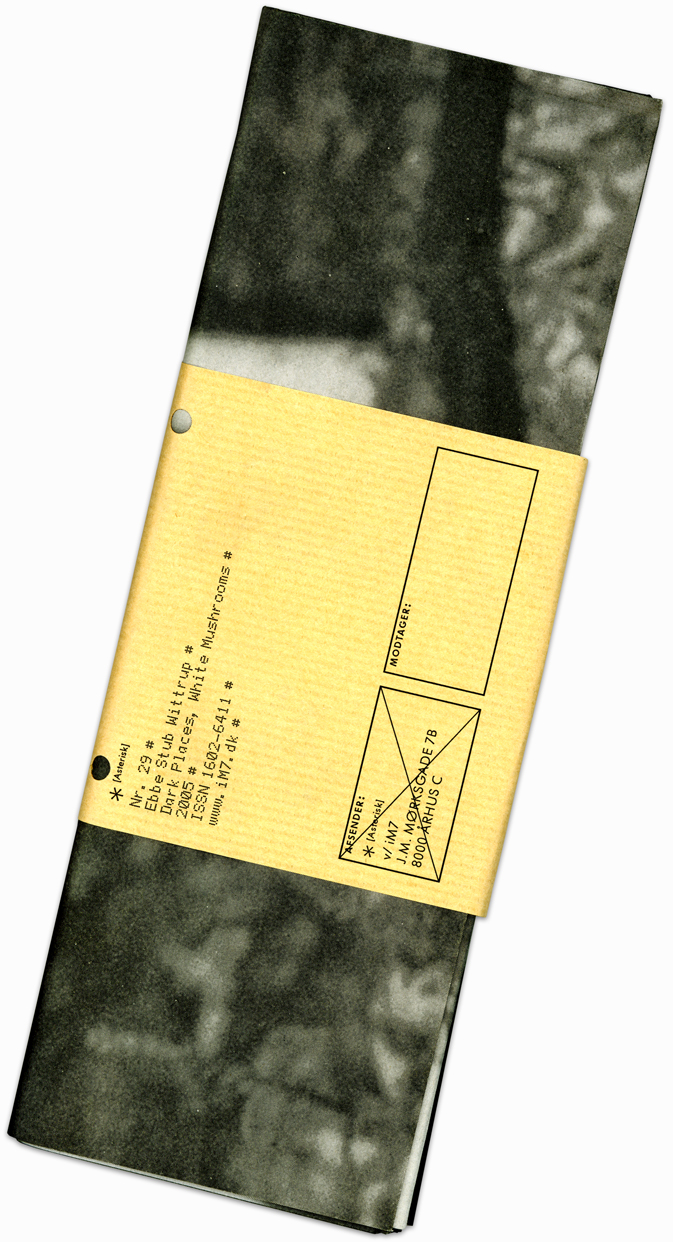 * [Asterisk]
Nr. 29 #
Ebbe Stub Wittrup #
Dark Places, White Mushrooms #
2005 #
ISSN 1602-6411 #
www.iM7.dk #
MODTAGER:
AFSENDER:
* [Asterisk]
v/ iM7
J.M. MØRKSGADE 7B
8000 ÅRHUS C